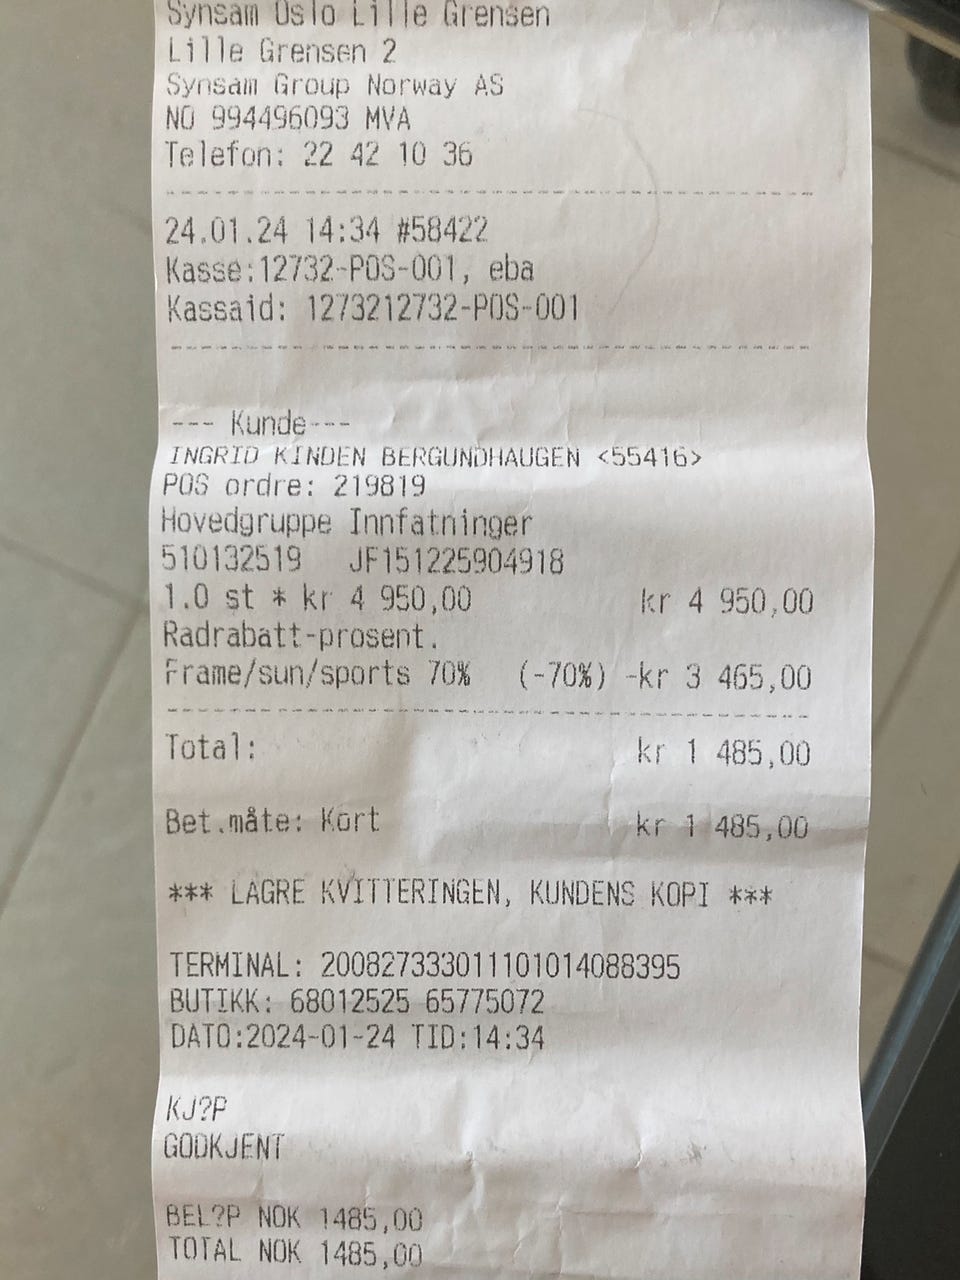 Synsam Oslo Lille Grensen
Lille Grensen 2
Synsam Group Norway AS
NO 994496093 MVA
Telefon: 22 42 10 36
24.01.24 14:34 #58422
Kasse:12732-POS-001, eba
Kassaid: 1273212732-POS-001
--- Kunde---
INGRID KINDEN BERGUNDHAUGEN <55416>
POS ordre: 219819
Hovedgruppe Innfatninger
510132519 JF151225904918
1.0 st * kr 4 950,00 kr 4 950,00
Radrabatt-prosent.
Frame/sun/sports 70% (-70%) -kr 3 465,00
Total: kr 1 485,00
Bet.måte: Kort kr 1 485,00
*** LAGRE KVITTERINGEN, KUNDENS KOPI ***
TERMINAL: 200827333011101014088395
BUTIKK: 68012525 65775072
DATO:2024-01-24 TID:14:34
KJ?P
GODKJENT
BEL?P NOK 1485,00
TOTAL NOK 1485,00